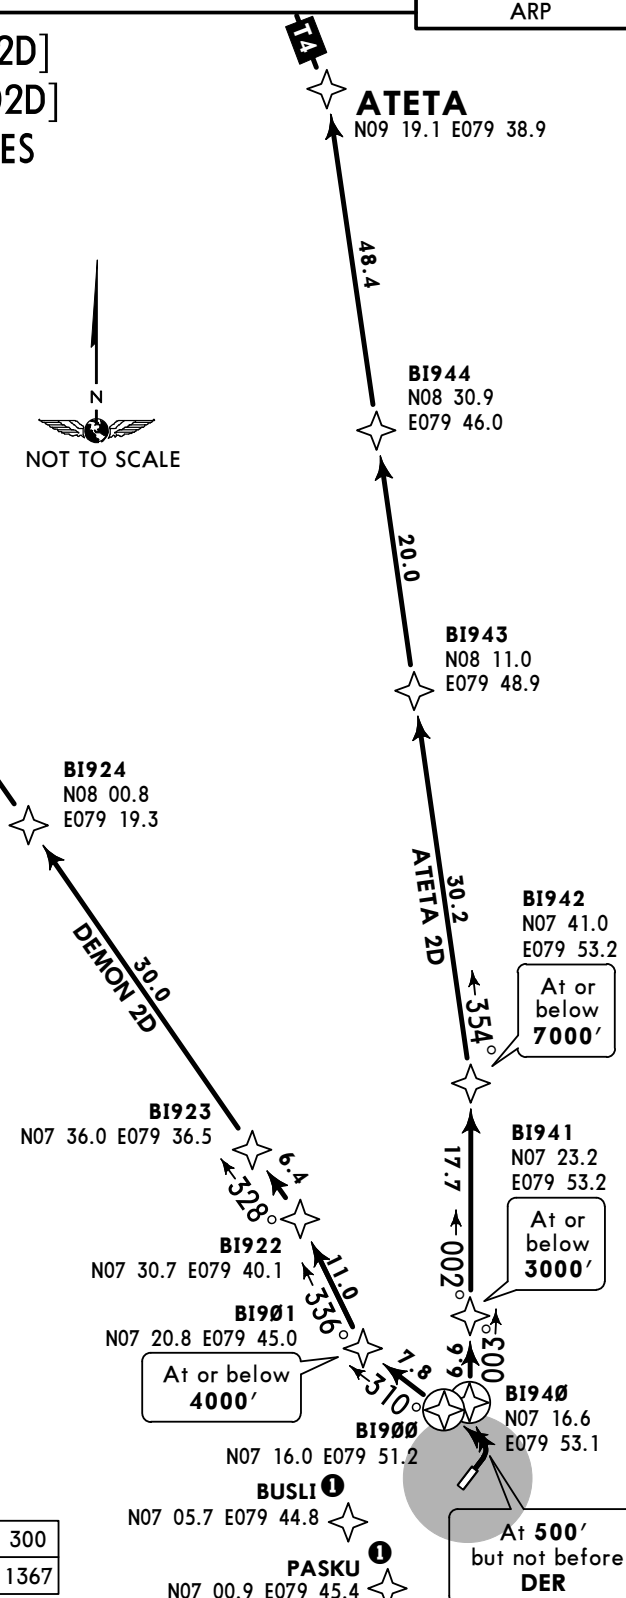 ARP
2D]
2D]
ES
T4
ATETA
N09 19.1 E079 38.9
48.4
N
NOT TO SCALE
BI944
N08 30.9
E079 46.0
20.0
BI943
N08 11.0
E079 48.9
BI924
N08 00.8
E079 19.3
30.2
ATETA 2D
BI942
N07 41.0
E079 53.2
At or
below
7000′
354°
30.0
DEMON 2D
BI923
N07 36.0 E079 36.5
6.4
328°
BI922
N07 30.7 E079 40.1
17.7
002°
BI941
N07 23.2
E079 53.2
At or
below
3000′
11.0
336°
BI9Ø1
N07 20.8 E079 45.0
At or below
4000′
7.8
310°
6.6
003°
BI94Ø
N07 16.6
E079 53.1
BI9ØØ
N07 16.0 E079 51.2
BUSLI 1
N07 05.7 E079 44.8
At 500′
but not before
DER
PASKU 1
N07 00.9 E079 45.4
300
1367